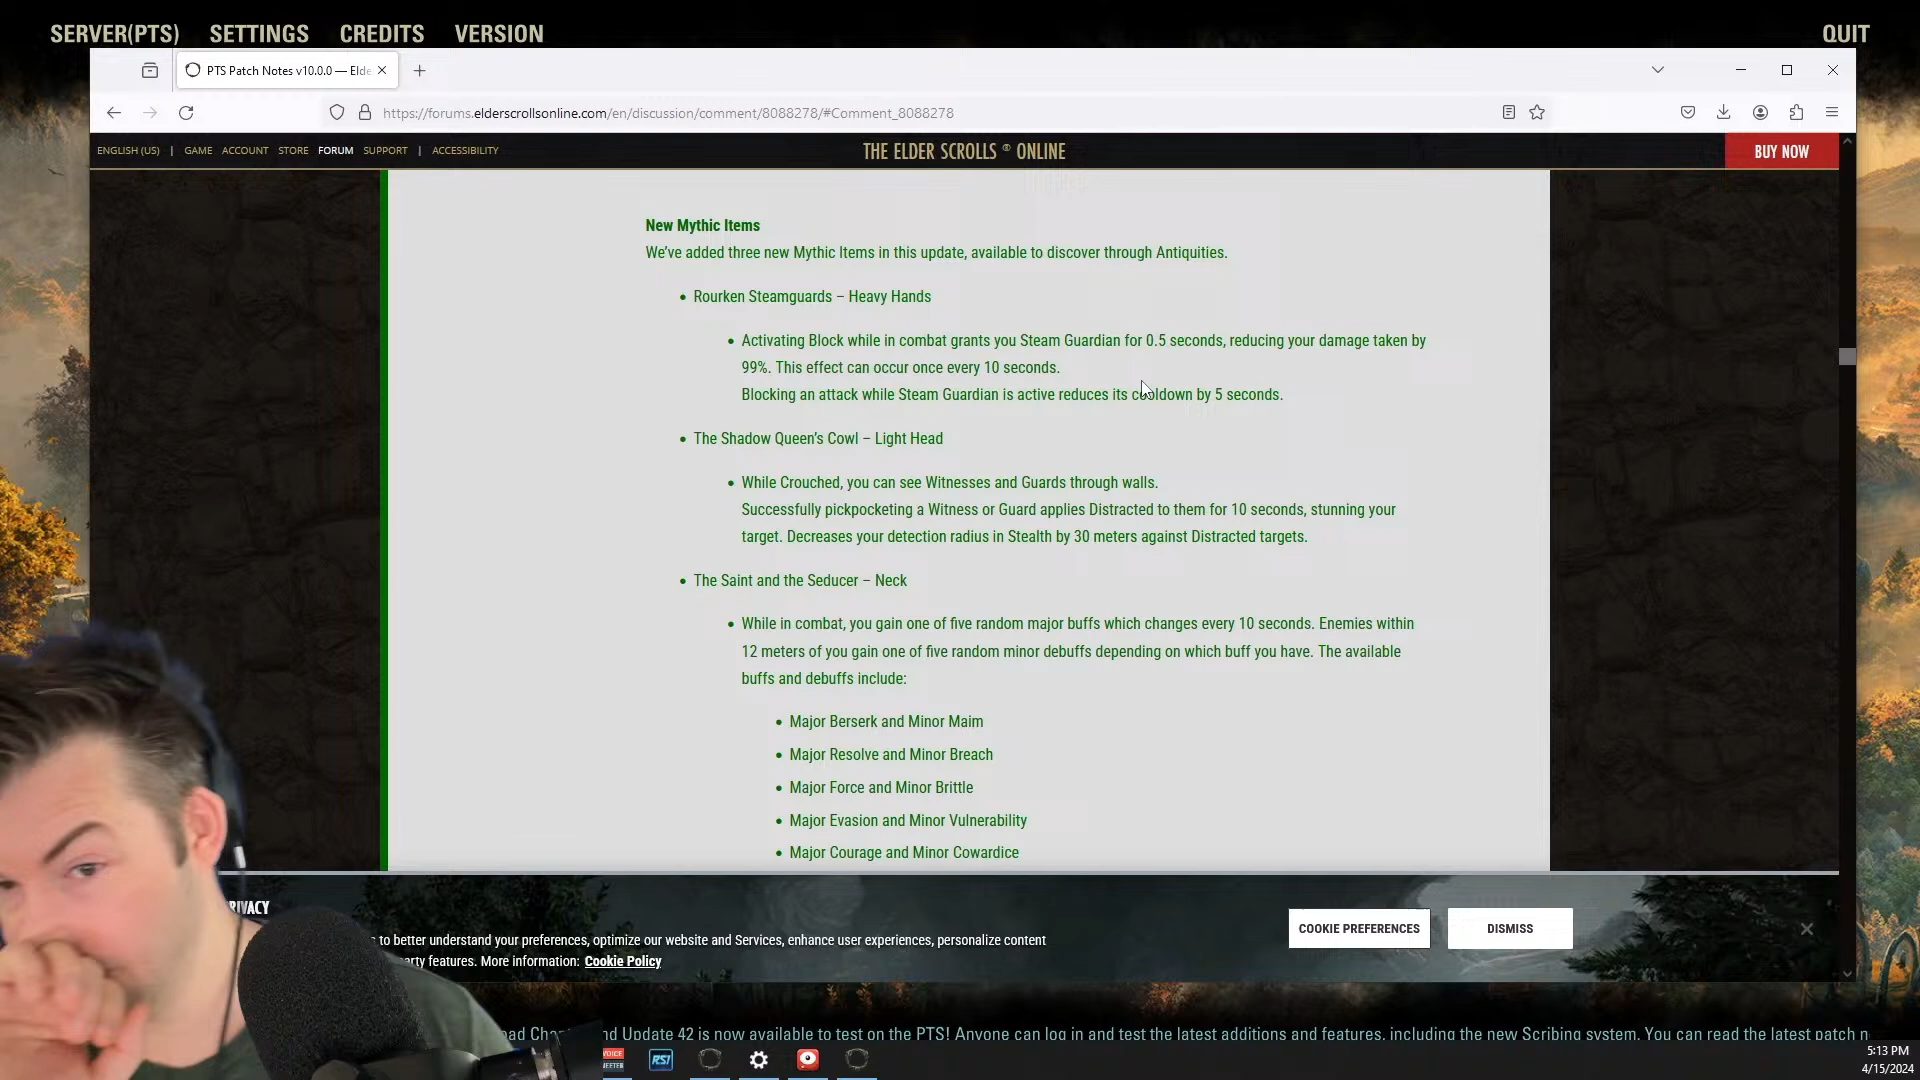 SERVER(PTS) SETTINGS CREDITS VERSION QUIT
PTS Patch Notes v10.0.0 — Elde
https://forums.elderscrollsonline.com/en/discussion/comment/8088278/#Comment_8088278
ENGLISH (US) | GAME ACCOUNT STORE FORUM SUPPORT | ACCESSIBILITY THE ELDER SCROLLS ® ONLINE BUY NOW
New Mythic Items
We've added three new Mythic Items in this update, available to discover through Antiquities.
• Rourken Steamguards – Heavy Hands
• Activating Block while in combat grants you Steam Guardian for 0.5 seconds, reducing your damage taken by
99%. This effect can occur once every 10 seconds.
Blocking an attack while Steam Guardian is active reduces its cooldown by 5 seconds.
• The Shadow Queen's Cowl – Light Head
• While Crouched, you can see Witnesses and Guards through walls.
Successfully pickpocketing a Witness or Guard applies Distracted to them for 10 seconds, stunning your
target. Decreases your detection radius in Stealth by 30 meters against Distracted targets.
• The Saint and the Seducer – Neck
• While in combat, you gain one of five random major buffs which changes every 10 seconds. Enemies within
12 meters of you gain one of five random minor debuffs depending on which buff you have. The available
buffs and debuffs include:
• Major Berserk and Minor Maim
• Major Resolve and Minor Breach
• Major Force and Minor Brittle
• Major Evasion and Minor Vulnerability
• Major Courage and Minor Cowardice
RIVACY
to better understand your preferences, optimize our website and Services, enhance user experiences, personalize content
arty features. More information: Cookie Policy
COOKIE PREFERENCES DISMISS
oad Cha nd Update 42 is now available to test on the PTS! Anyone can log in and test the latest additions and features, including the new Scribing system. You can read the latest patch n
VOICE
MEETER
RSI
5:13 PM
4/15/2024